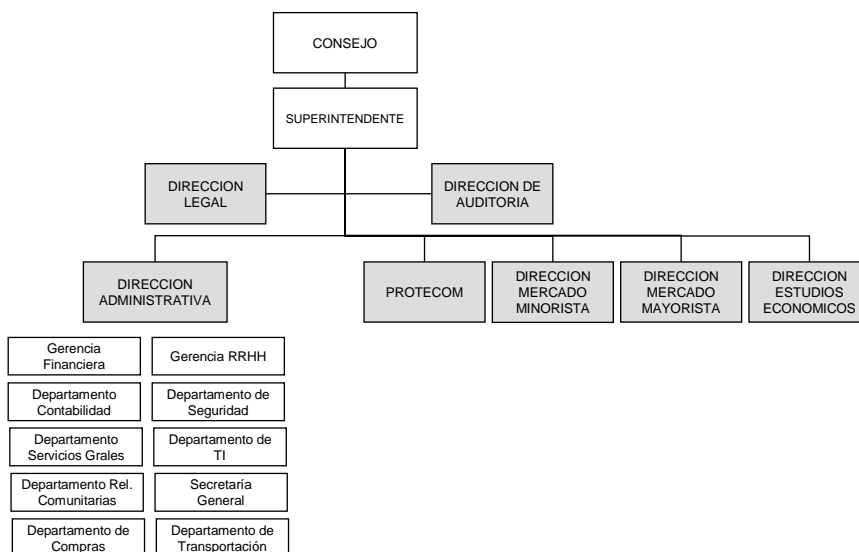 CONSEJO
SUPERINTENDENTE
DIRECCION
LEGAL
DIRECCION DE
AUDITORIA
DIRECCION
ADMINISTRATIVA
PROTECOM
DIRECCION
MERCADO
MINORISTA
DIRECCION
MERCADO
MAYORISTA
DIRECCION
ESTUDIOS
ECONOMICOS
Gerencia
Financiera
Gerencia RRHH
Departamento
Contabilidad
Departamento de
Seguridad
Departamento
Servicios Grales
Departamento de
TI
Departamento Rel.
Comunitarias
Secretaría
General
Departamento de
Compras
Departamento de
Transportación